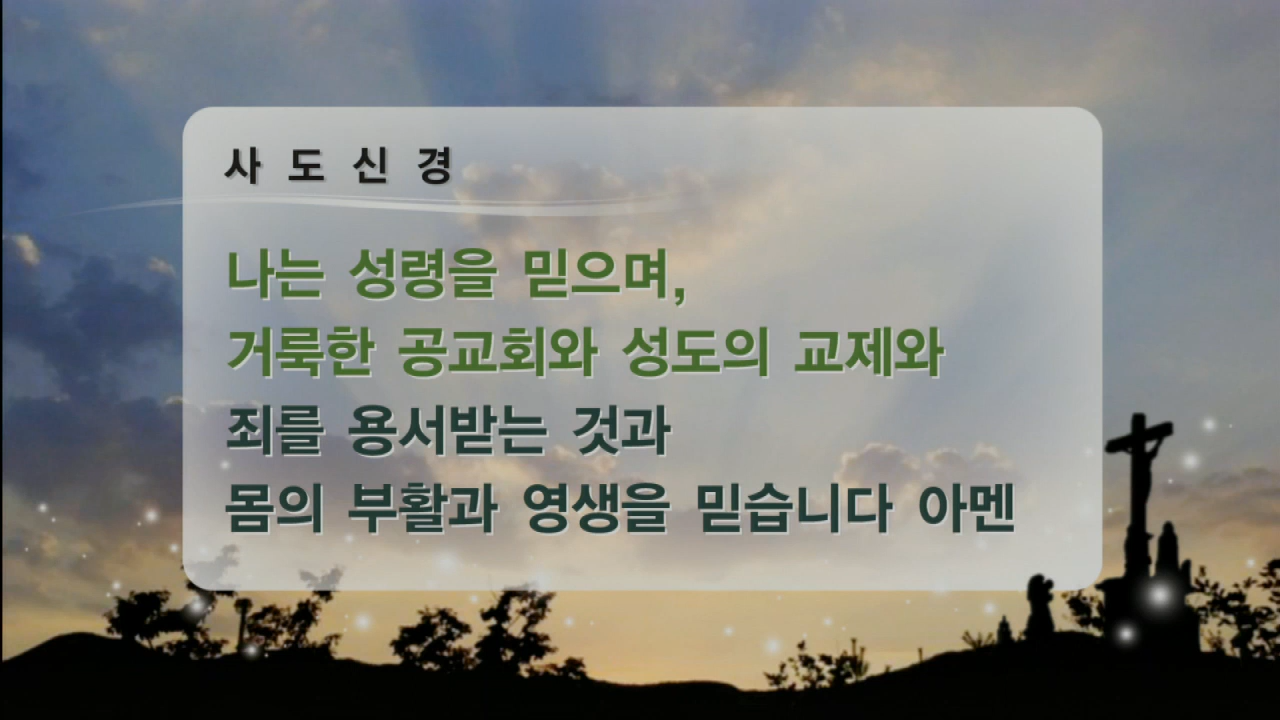 사 도 신 경
나는 성령을 믿으며,
거룩한 공교회와 성도의 교제와
죄를 용서받는 것과
몸의 부활과 영생을 믿습니다 아멘